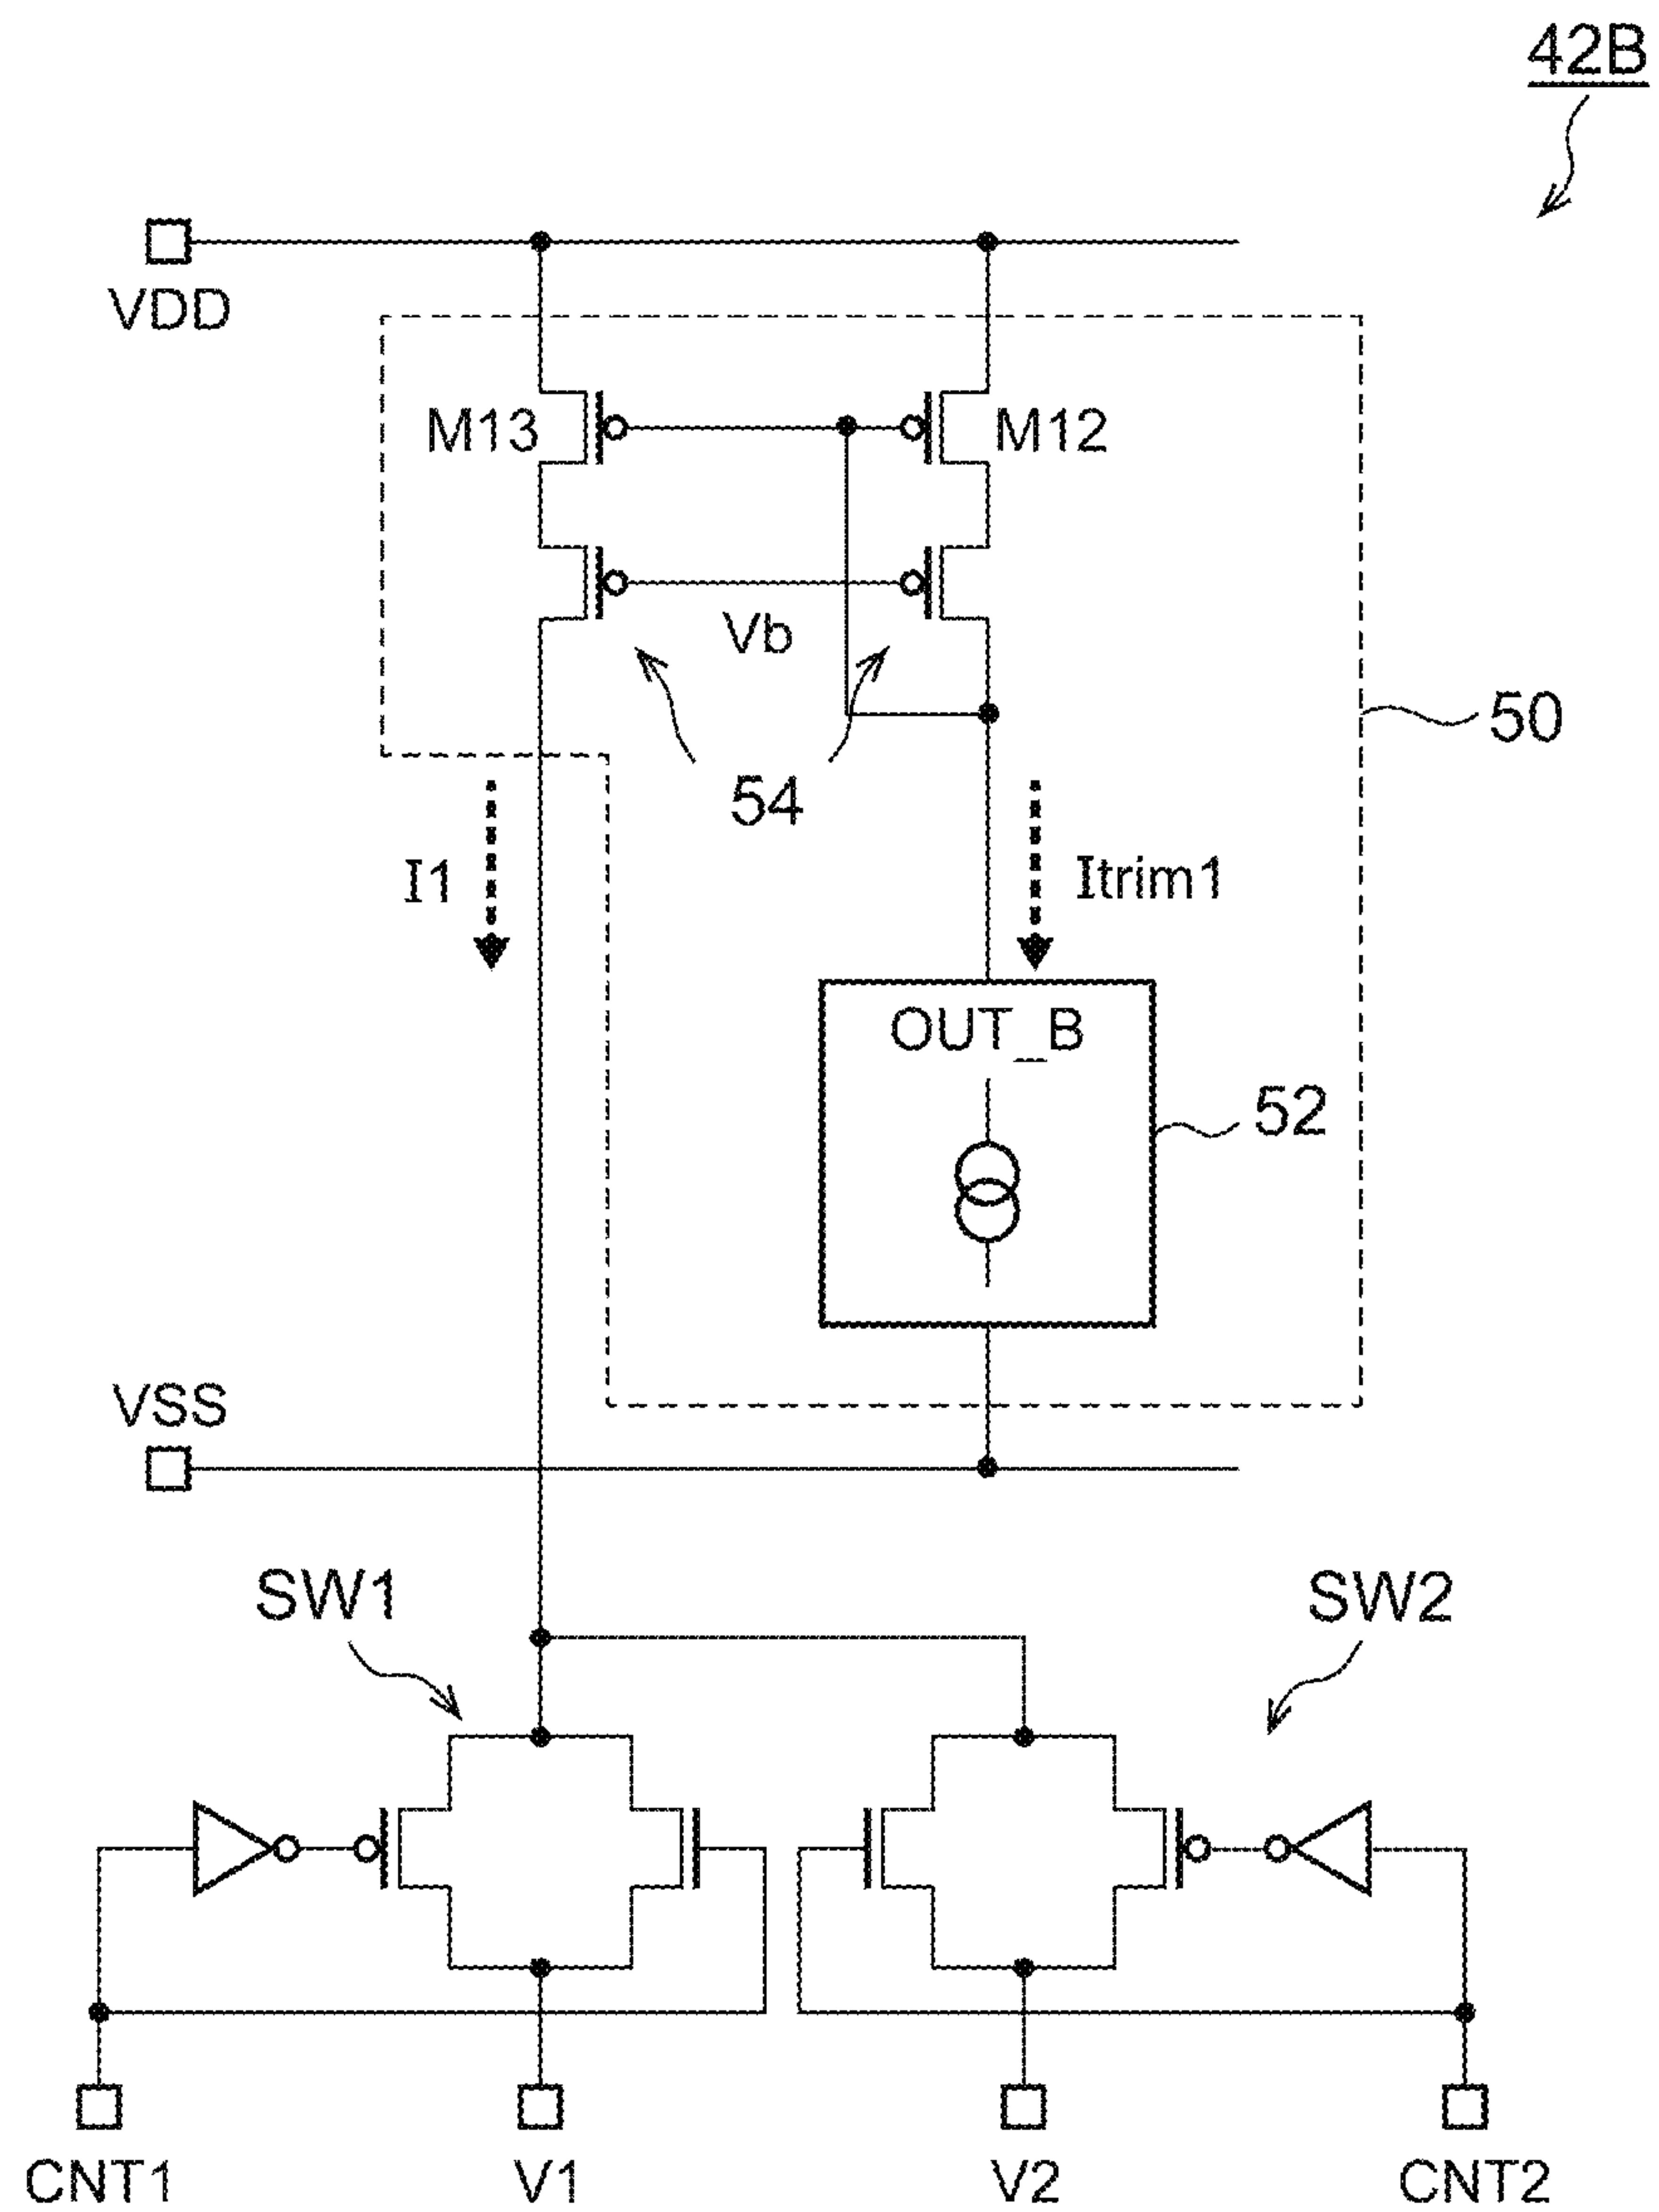 42B
VDD
M13
M12
Vb
50
54
I1
Itrim1
OUT_B
52
VSS
SW1
SW2
CNT1
V1
V2
CNT2